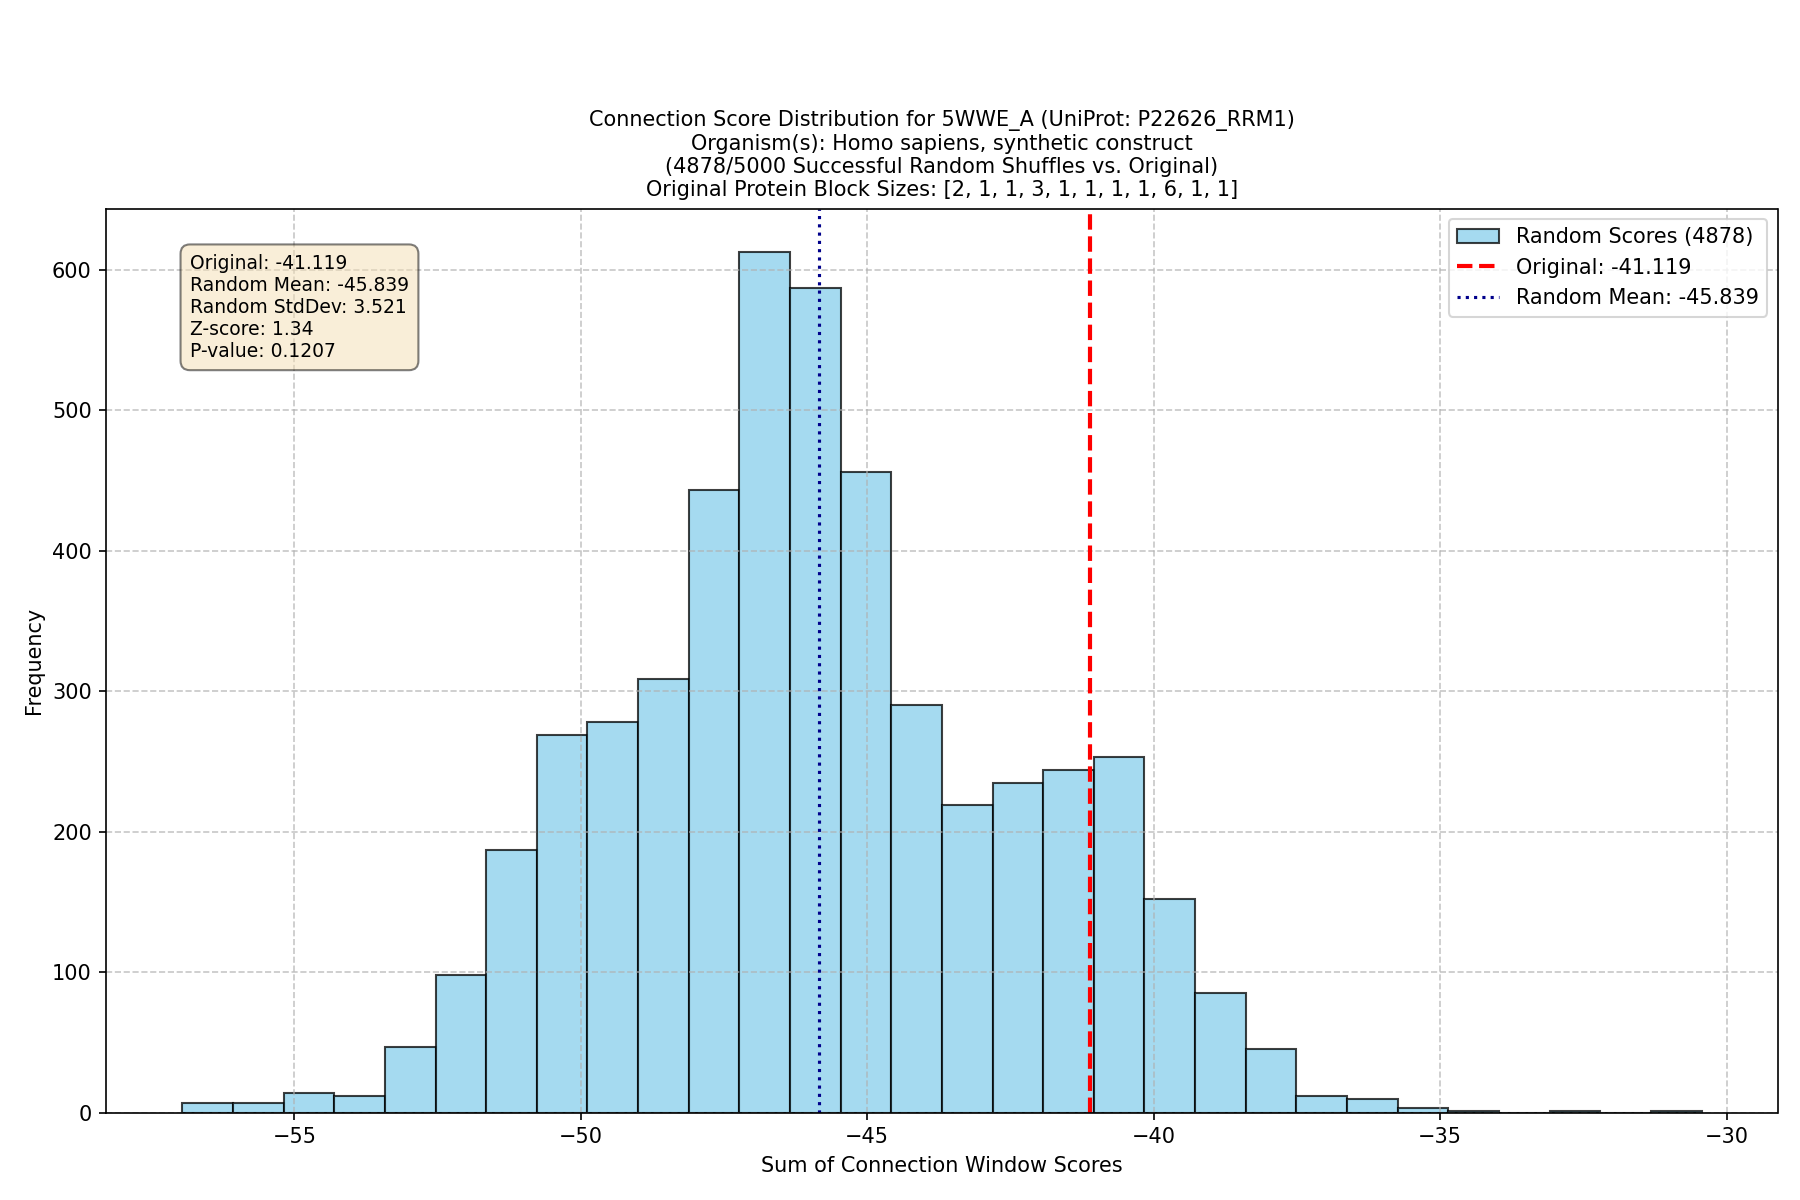 Connection Score Distribution for 5WWE_A (UniProt: P22626_RRM1)
Organism(s): Homo sapiens, synthetic construct
(4878/5000 Successful Random Shuffles vs. Original)
Original Protein Block Sizes: [2, 1, 1, 3, 1, 1, 1, 1, 6, 1, 1]
Original: -41.119
Random Mean: -45.839
Random StdDev: 3.521
Z-score: 1.34
P-value: 0.1207
Random Scores (4878)
Original: -41.119
Random Mean: -45.839
Frequency
600
500
400
300
200
100
0
−55
−50
−45
−40
−35
−30
Sum of Connection Window Scores